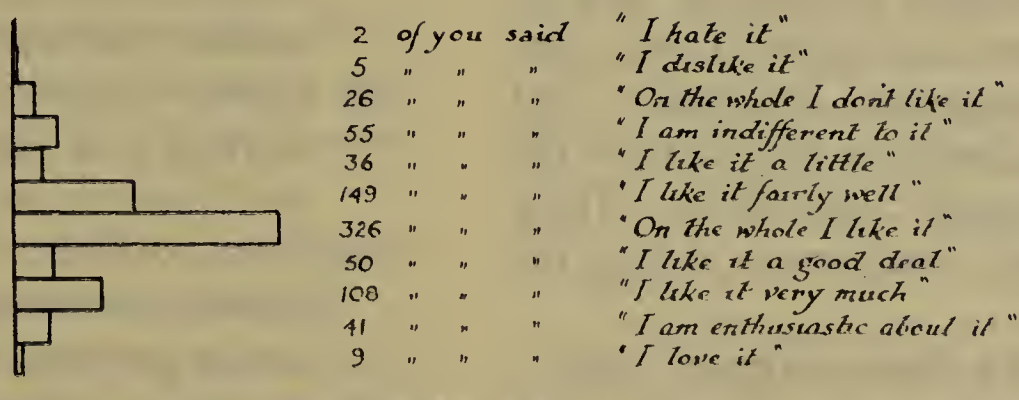 2 of you said "I hate it"
5 " " " "I dislike it"
26 " " " "On the whole I don't like it"
55 " " " "I am indifferent to it"
36 " " " "I like it a little"
149 " " " "I like it fairly well"
326 " " " "On the whole I like it"
50 " " " "I like it a good deal"
108 " " " "I like it very much"
41 " " " "I am enthusiastic about it"
9 " " " "I love it"